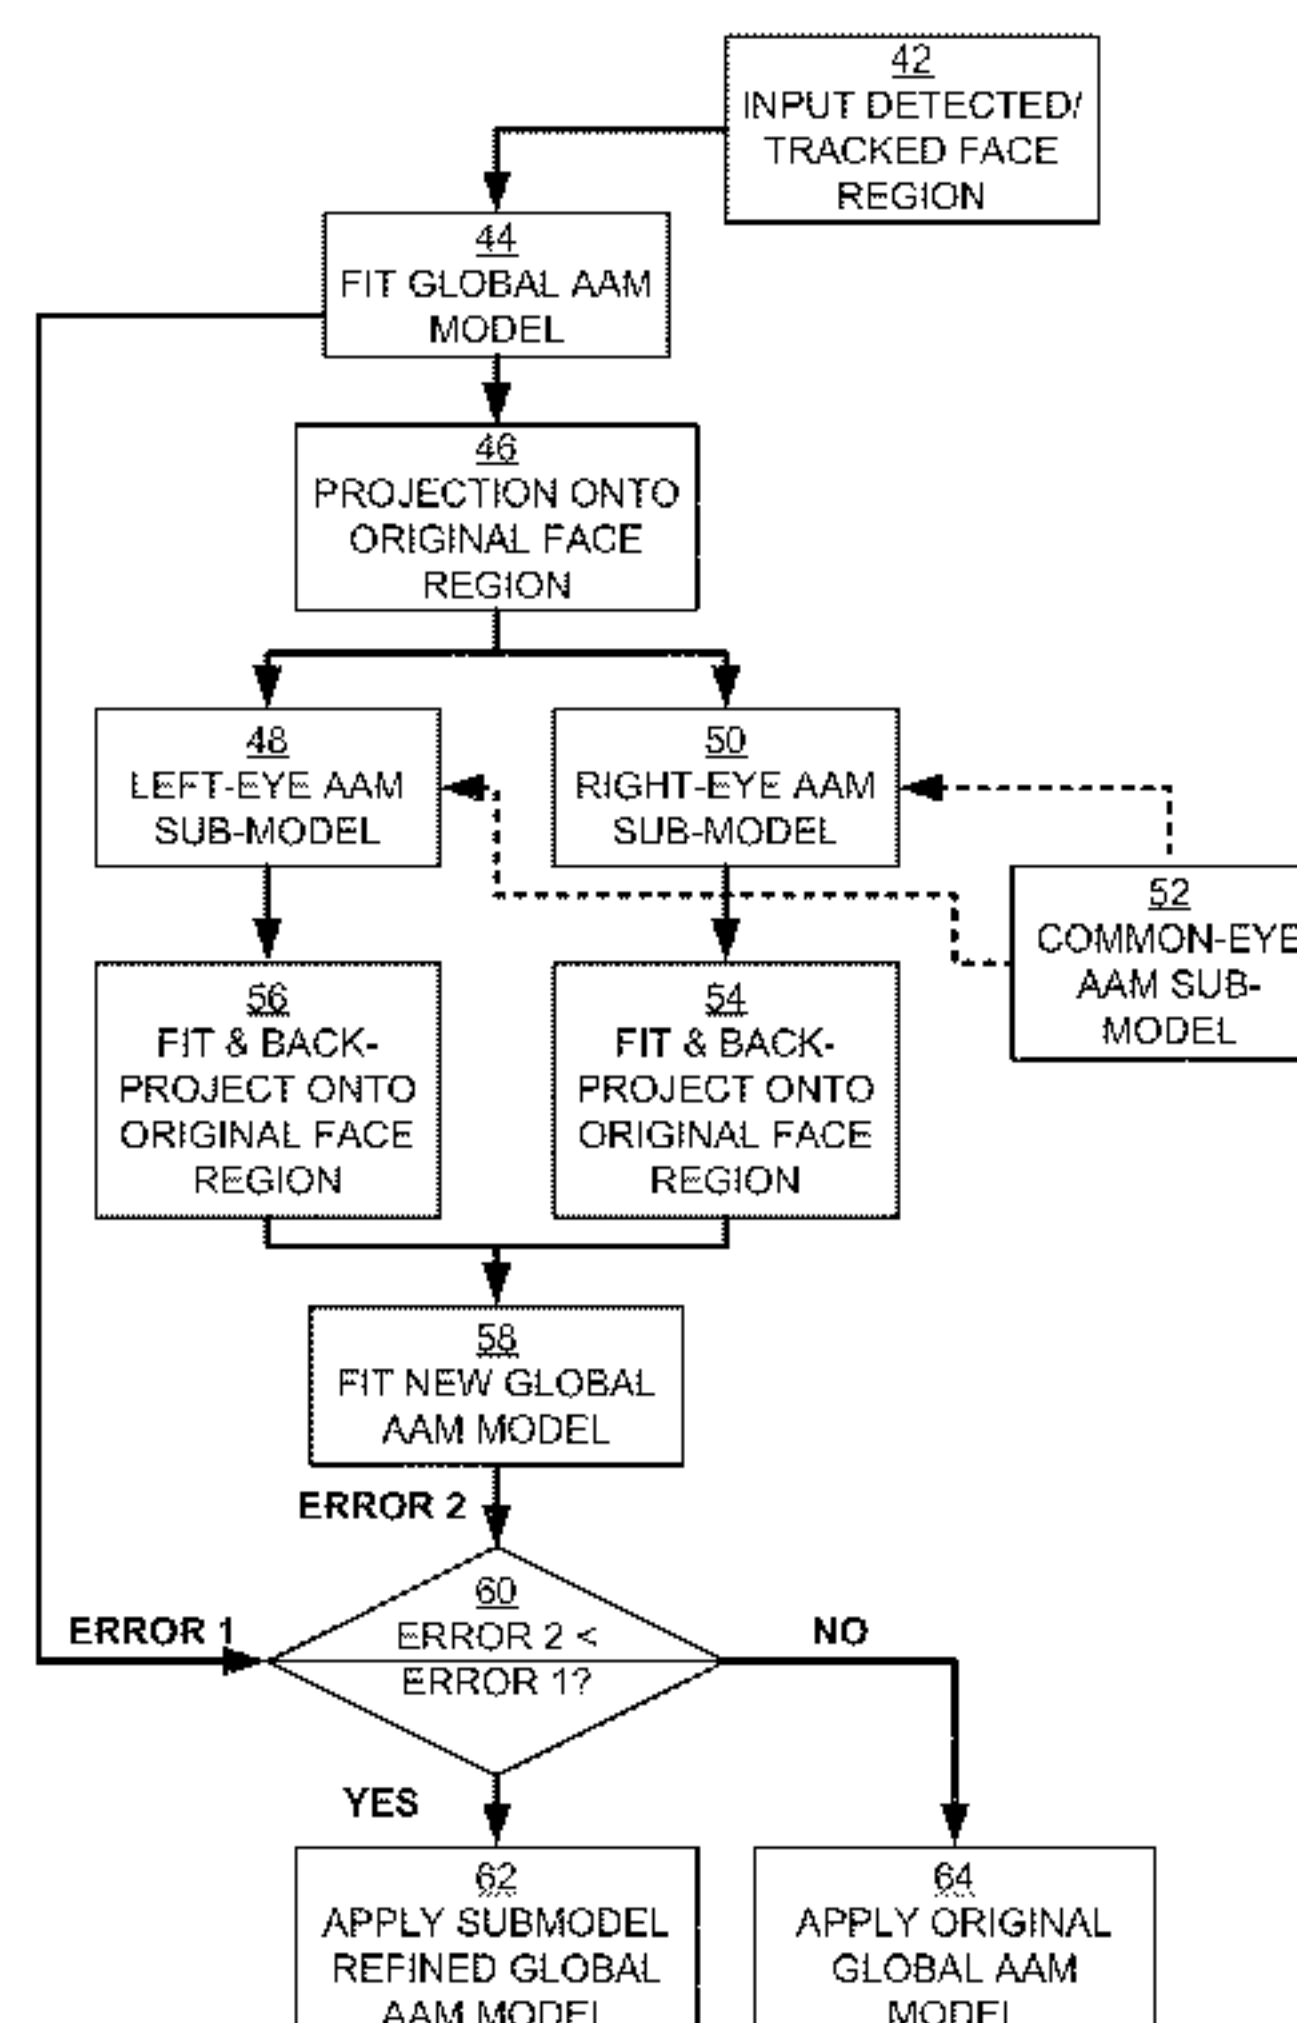 42
INPUT DETECTED/
TRACKED FACE
REGION
44
FIT GLOBAL AAM
MODEL
46
PROJECTION ONTO
ORIGINAL FACE
REGION
48
LEFT-EYE AAM
SUB-MODEL
50
RIGHT-EYE AAM
SUB-MODEL
52
COMMON-EYE
AAM SUB-
MODEL
56
FIT & BACK-
PROJECT ONTO
ORIGINAL FACE
REGION
54
FIT & BACK-
PROJECT ONTO
ORIGINAL FACE
REGION
58
FIT NEW GLOBAL
AAM MODEL
ERROR 2
60
ERROR 2 <
ERROR 1?
ERROR 1
NO
YES
62
APPLY SUBMODEL
REFINED GLOBAL
AAM MODEL
64
APPLY ORIGINAL
GLOBAL AAM
MODEL